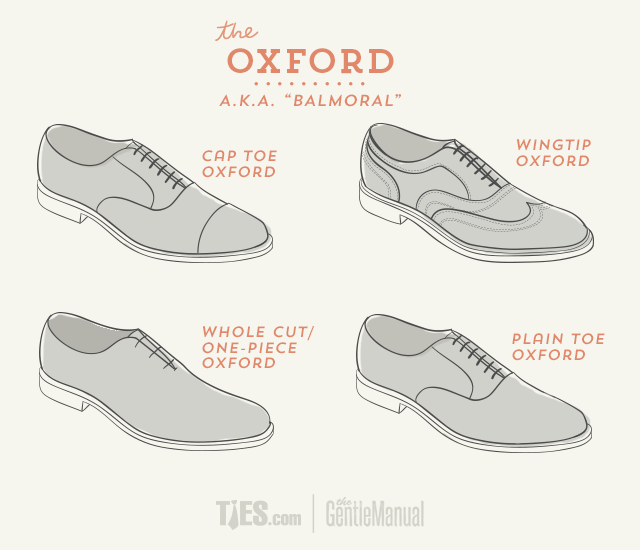 the
OXFORD
A.K.A. “BALMORAL”
CAP TOE
OXFORD
WINGTIP
OXFORD
WHOLE CUT/
ONE-PIECE
OXFORD
PLAIN TOE
OXFORD
TIES.com
the
GentleManual